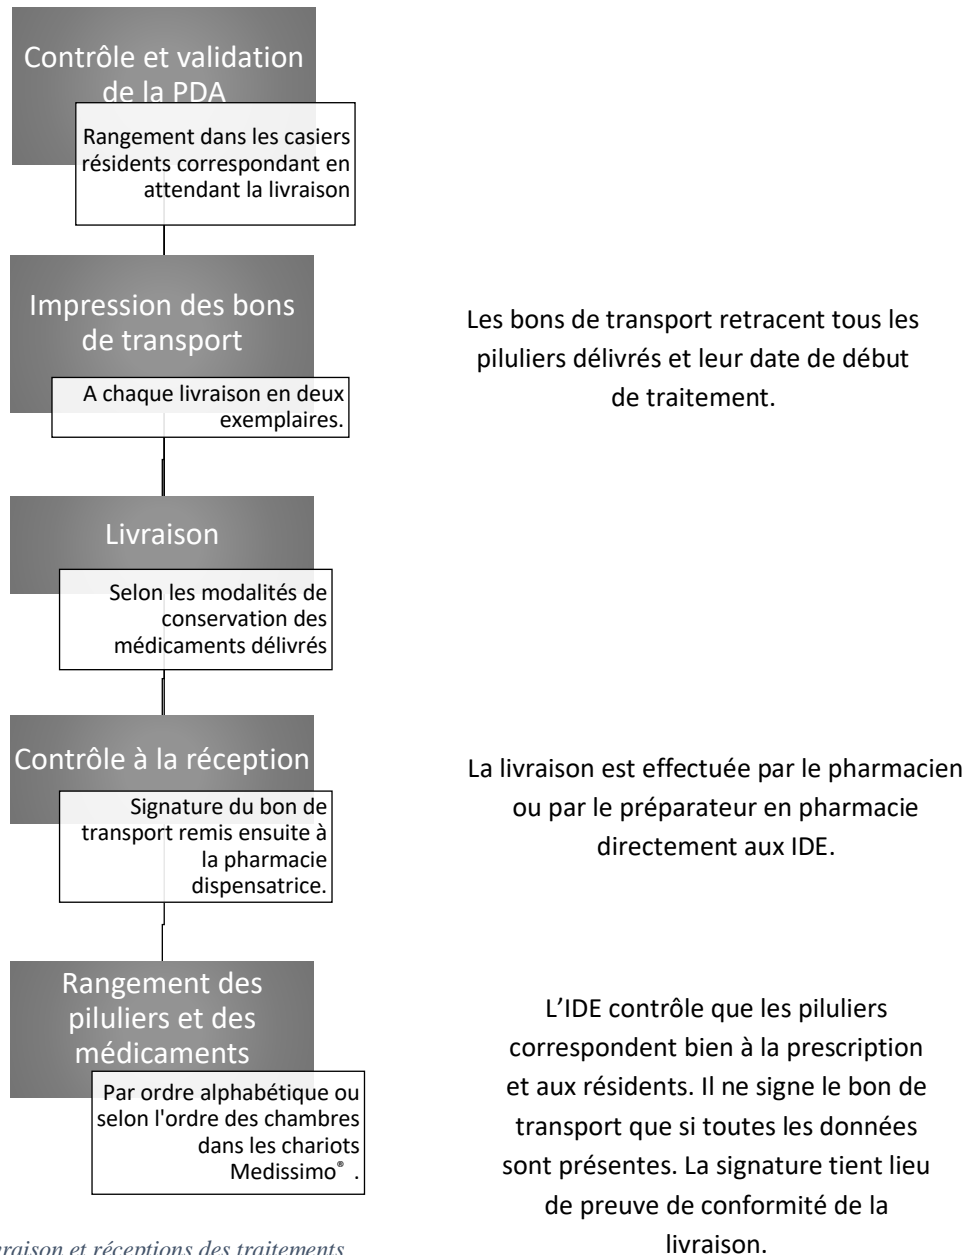 Contrôle et validation
de la PDA
Rangement dans les casiers
résidents correspondant en
attendant la livraison
Impression des bons
de transport
A chaque livraison en deux
exemplaires.
Les bons de transport retracent tous les
piluliers délivrés et leur date de début
de traitement.
Livraison
Selon les modalités de
conservation des
médicaments délivrés
Contrôle à la réception
Signature du bon de
transport remis ensuite à
la pharmacie
dispensatrice.
La livraison est effectuée par le pharmacien
ou par le préparateur en pharmacie
directement aux IDE.
Rangement des
piluliers et des
médicaments
Par ordre alphabétique ou
selon l'ordre des chambres
dans les chariots
Medissimo® .
L’IDE contrôle que les piluliers
correspondent bien à la prescription
et aux résidents. Il ne signe le bon de
transport que si toutes les données
sont présentes. La signature tient lieu
de preuve de conformité de la
livraison.
et réceptions des traitements